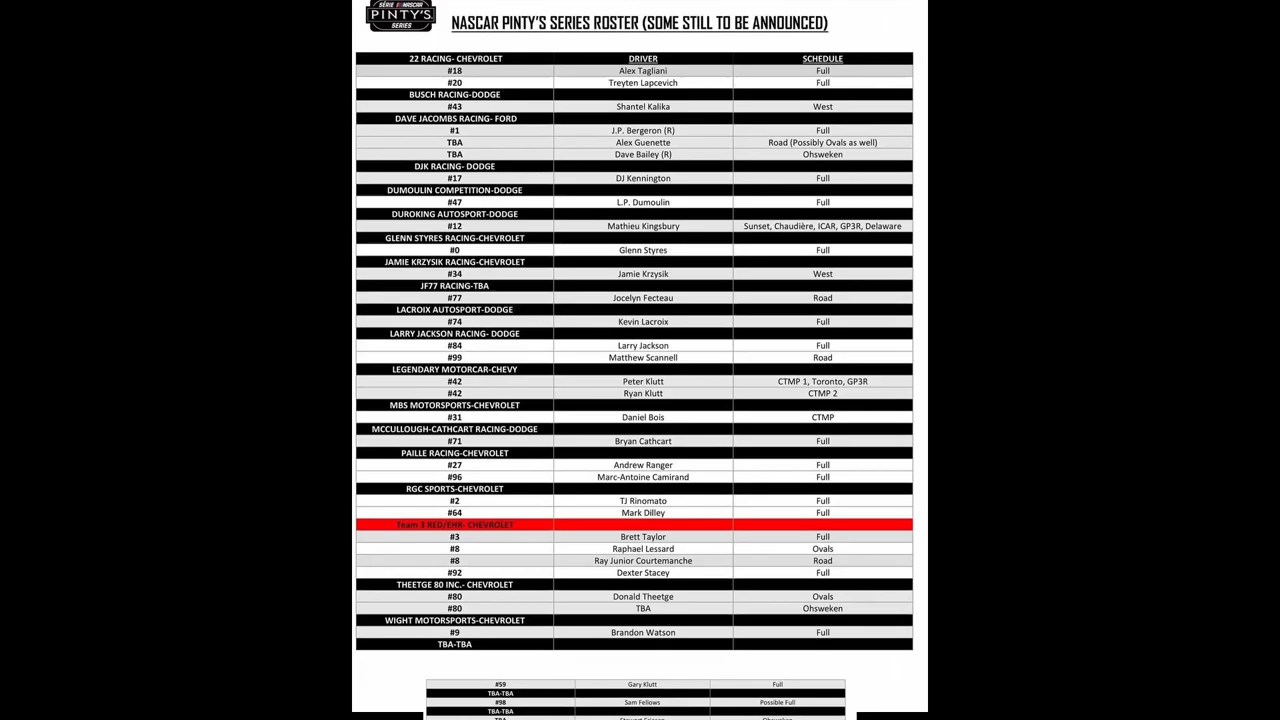 SÉRIE NASCAR
PINTY'S
SERIES
NASCAR PINTY'S SERIES ROSTER (SOME STILL TO BE ANNOUNCED)
22 RACING- CHEVROLET DRIVER SCHEDULE
#18 Alex Tagliani Full
#20 Treyten Lapcevich Full
BUSCH RACING-DODGE
#43 Shantel Kalika West
DAVE JACOMBS RACING- FORD
#1 J.P. Bergeron (R) Full
TBA Alex Guenette Road (Possibly Ovals as well)
TBA Dave Bailey (R) Ohsweken
DJK RACING- DODGE
#17 DJ Kennington Full
DUMOULIN COMPETITION-DODGE
#47 L.P. Dumoulin Full
DUROKING AUTOSPORT-DODGE
#12 Mathieu Kingsbury Sunset, Chaudière, ICAR, GP3R, Delaware
GLENN STYRES RACING-CHEVROLET
#0 Glenn Styres Full
JAMIE KRZYSIK RACING-CHEVROLET
#34 Jamie Krzysik West
JF77 RACING-TBA
#77 Jocelyn Fecteau Road
LACROIX AUTOSPORT-DODGE
#74 Kevin Lacroix Full
LARRY JACKSON RACING- DODGE
#84 Larry Jackson Full
#99 Matthew Scannell Road
LEGENDARY MOTORCAR-CHEVY
#42 Peter Klutt CTMP 1, Toronto, GP3R
#42 Ryan Klutt CTMP 2
MBS MOTORSPORTS-CHEVROLET
#31 Daniel Bois CTMP
MCCULLOUGH-CATHCART RACING-DODGE
#71 Bryan Cathcart Full
PAILLE RACING-CHEVROLET
#27 Andrew Ranger Full
#96 Marc-Antoine Camirand Full
RGC SPORTS-CHEVROLET
#2 TJ Rinomato Full
#64 Mark Dilley Full
Team 3 RED/EHR- CHEVROLET
#3 Brett Taylor Full
#8 Raphael Lessard Ovals
#8 Ray Junior Courtemanche Road
#92 Dexter Stacey Full
THEETGE 80 INC.- CHEVROLET
#80 Donald Theetge Ovals
#80 TBA Ohsweken
WIGHT MOTORSPORTS-CHEVROLET
#9 Brandon Watson Full
TBA-TBA
#59 Gary Klutt Full
TBA-TBA
#98 Sam Fellows Possible Full
TBA-TBA